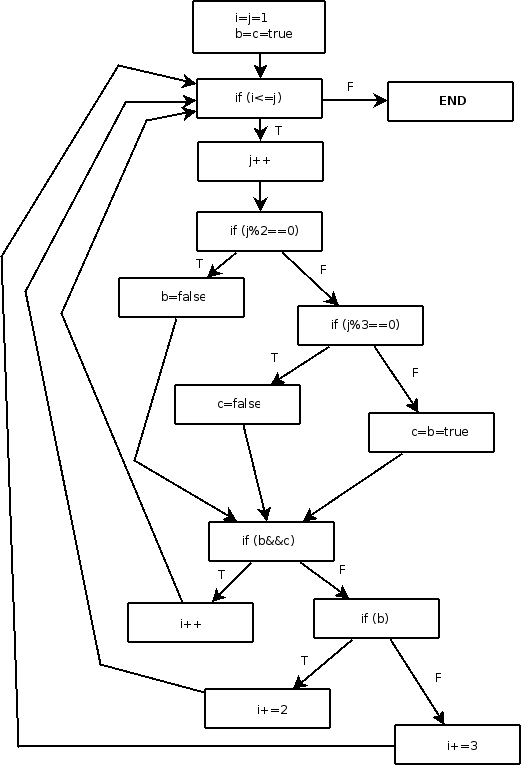 i=j=1
b=c=true
if (i<=j)
F
END
T
j++
if (j%2==0)
T
F
b=false
if (j%3==0)
T
F
c=false
c=b=true
if (b&&c)
T
F
i++
if (b)
T
F
i+=2
i+=3